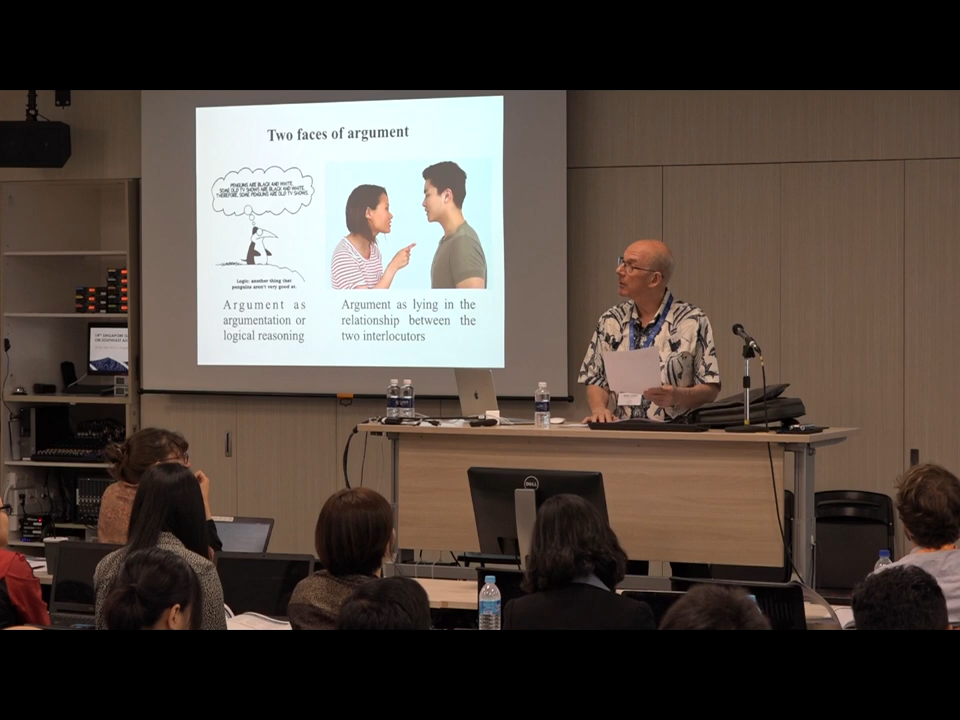 Two faces of argument
PENGUINS ARE BLACK AND WHITE.
SOME OLD TV SHOWS ARE BLACK AND WHITE.
THEREFORE, SOME PENGUINS ARE OLD TV SHOWS.
Logic: another thing that
penguins aren't very good at.
Argument as
argumentation or
logical reasoning
Argument as lying in the
relationship between the
two interlocutors
DELL